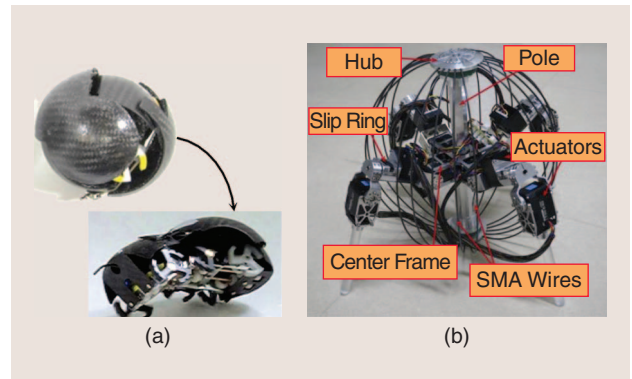 Hub
Pole
Slip Ring
Actuators
Center Frame
SMA Wires
(a)
(b)